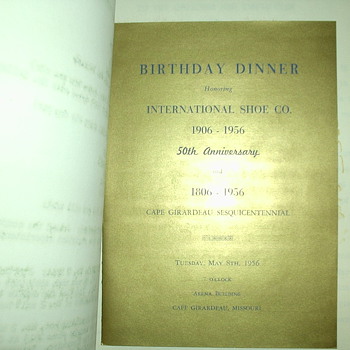 BIRTHDAY DINNER
Honoring
INTERNATIONAL SHOE CO.
1906 - 1956
50th Anniversary
and
1806 - 1956
CAPE GIRARDEAU SESQUICENTENNIAL
TUESDAY, MAY 8TH, 1956
O'CLOCK
ARENA BUILDING
CAPE GIRARDEAU, MISSOURI